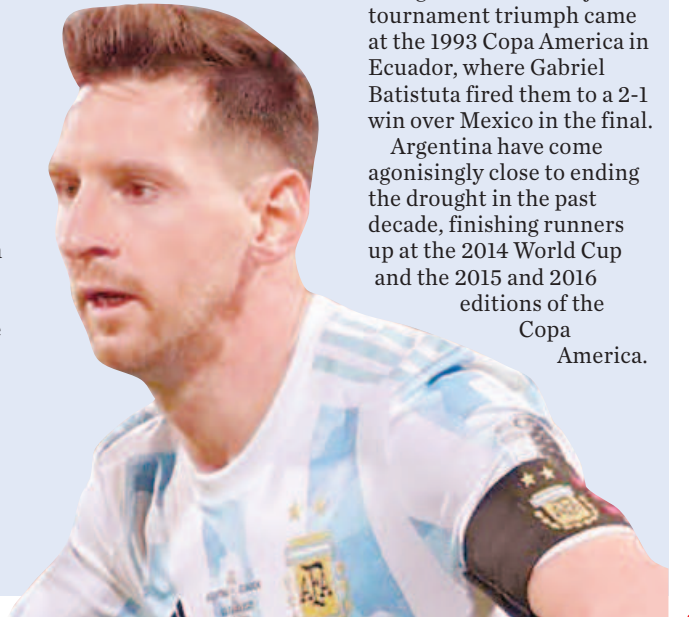 tournament triumph came
at the 1993 Copa America in
Ecuador, where Gabriel
Batistuta fired them to a 2-1
win over Mexico in the final.
Argentina have come
agonisingly close to ending
the drought in the past
decade, finishing runners
up at the 2014 World Cup
and the 2015 and 2016
editions of the
Copa
America.
AFA